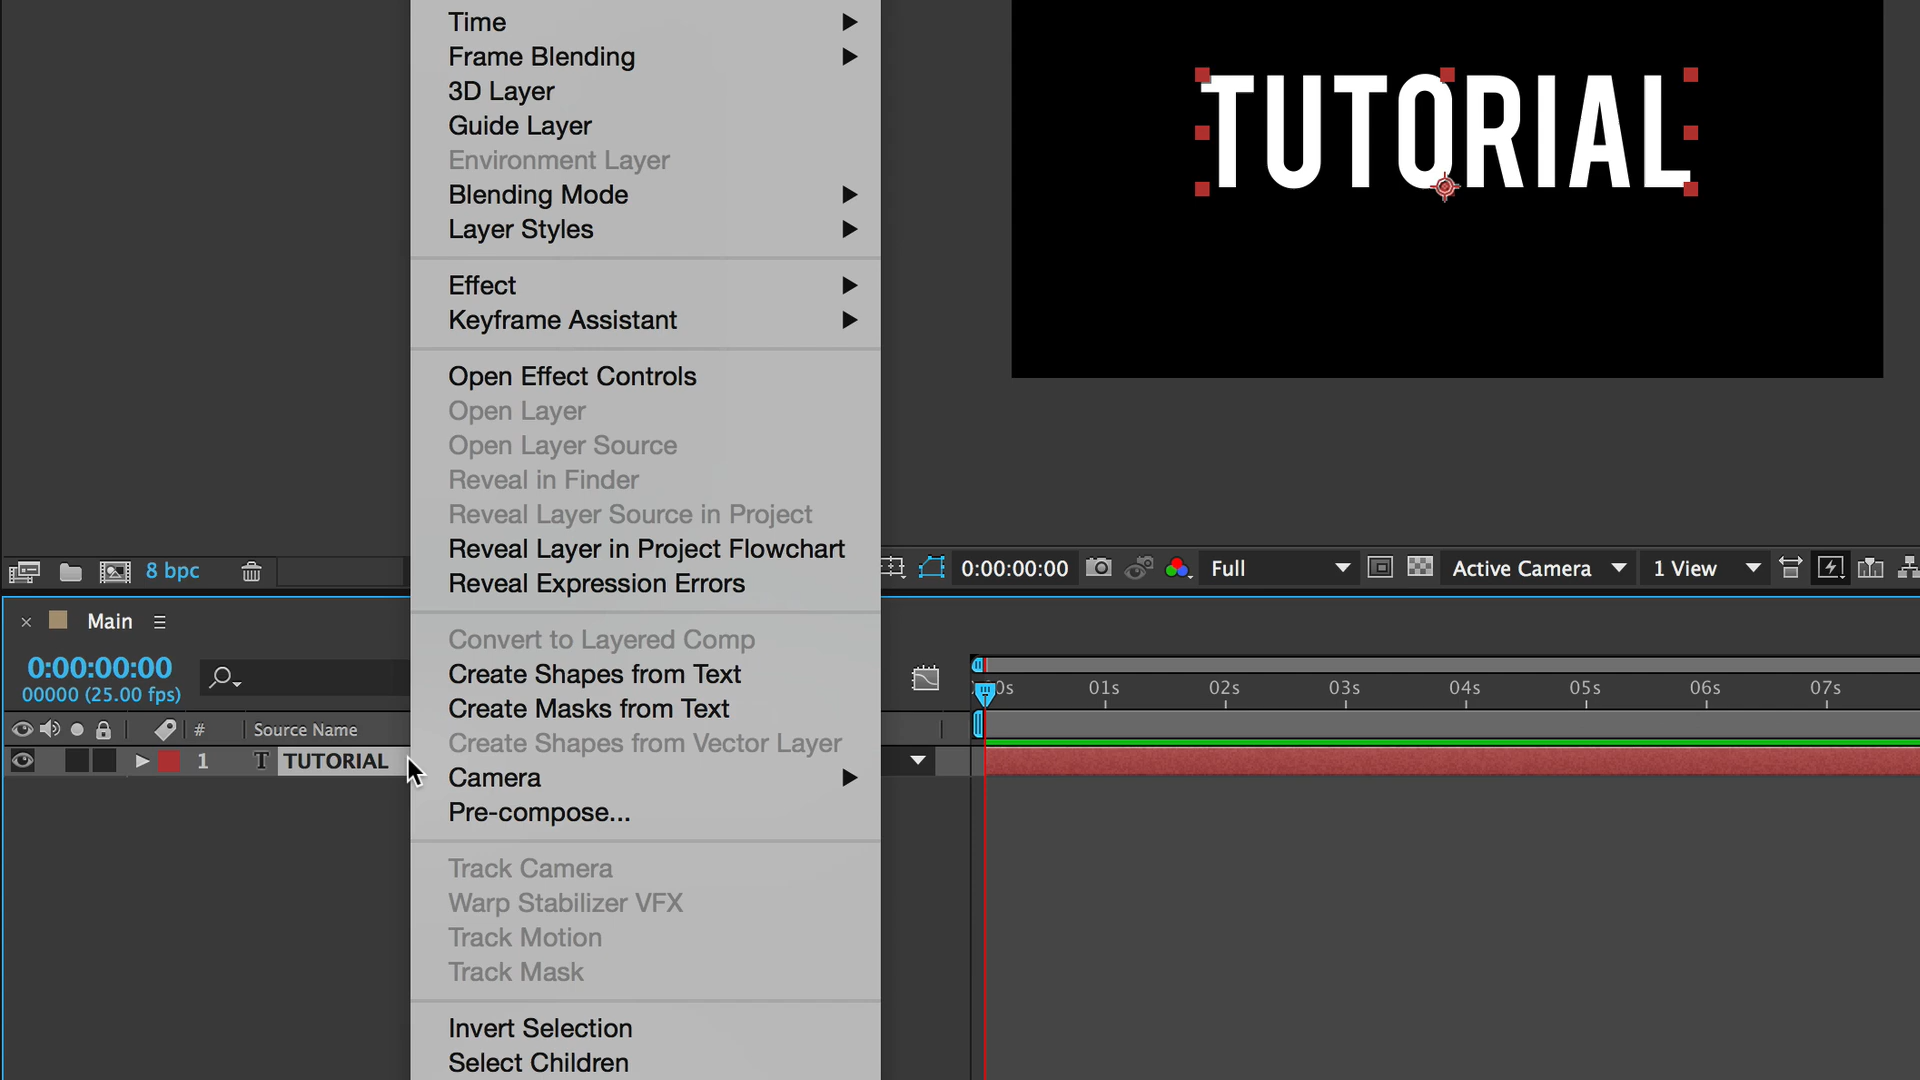 Time
Frame Blending
3D Layer
Guide Layer
Environment Layer
Blending Mode
Layer Styles
Effect
Keyframe Assistant
Open Effect Controls
Open Layer
Open Layer Source
Reveal in Finder
Reveal Layer Source in Project
Reveal Layer in Project Flowchart
Reveal Expression Errors
Convert to Layered Comp
Create Shapes from Text
Create Masks from Text
Create Shapes from Vector Layer
Camera
Pre-compose...
Track Camera
Warp Stabilizer VFX
Track Motion
Track Mask
Invert Selection
Select Children
TUTORIAL
8 bpc
0:00:00:00 Full Active Camera 1 View
Main
0:00:00:00
00000 (25.00 fps)
0s 01s 02s 03s 04s 05s 06s 07s
# Source Name
1 T TUTORIAL